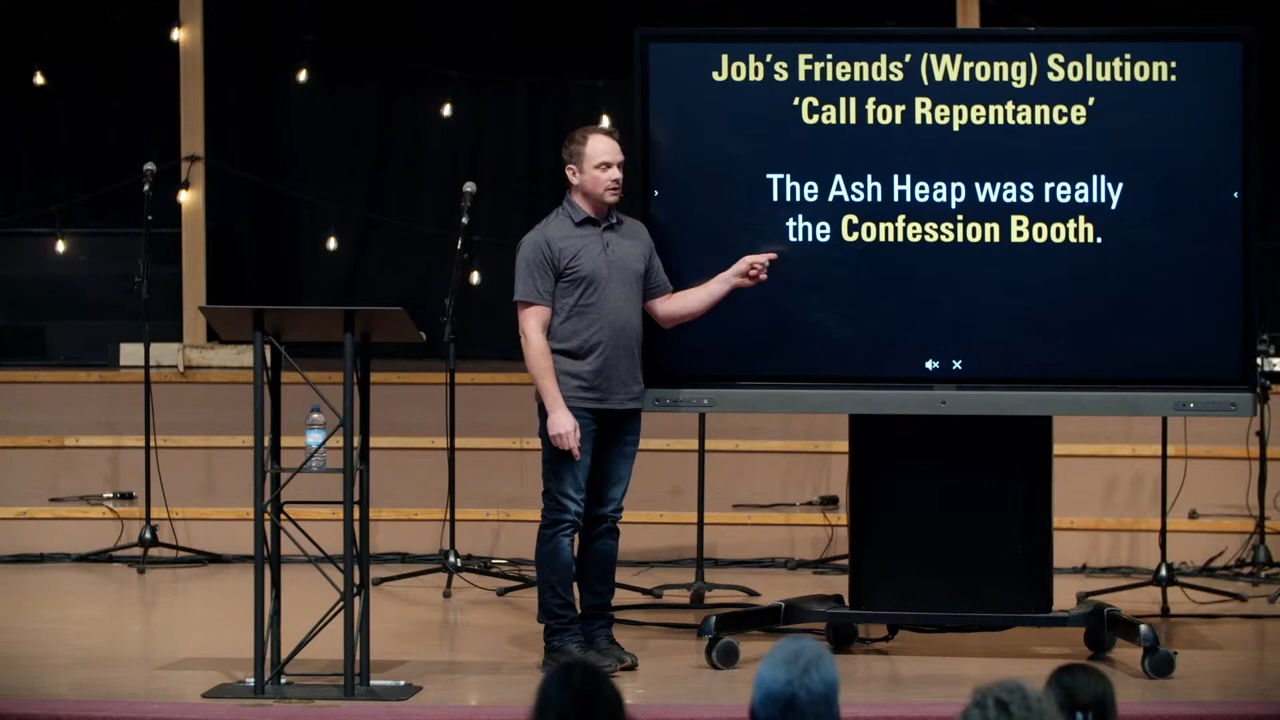 Job's Friends' (Wrong) Solution:
'Call for Repentance'
The Ash Heap was really
the Confession Booth.